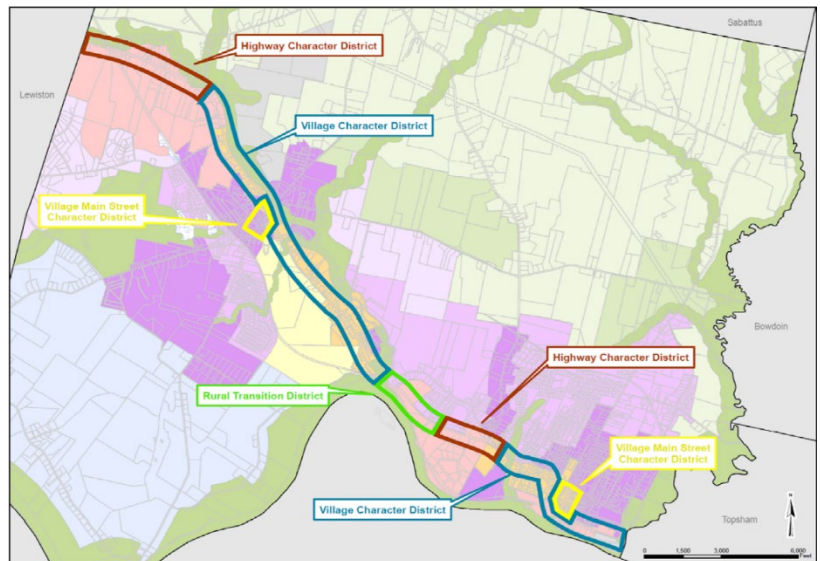 Sabattus
Highway Character District
Lewiston
Village Character District
Village Main Street
Character District
Bowdoin
Highway Character District
Rural Transition District
Village Main Street
Character District
Village Character District
Topsham
N
0 1,500 3,000 6,000
Feet